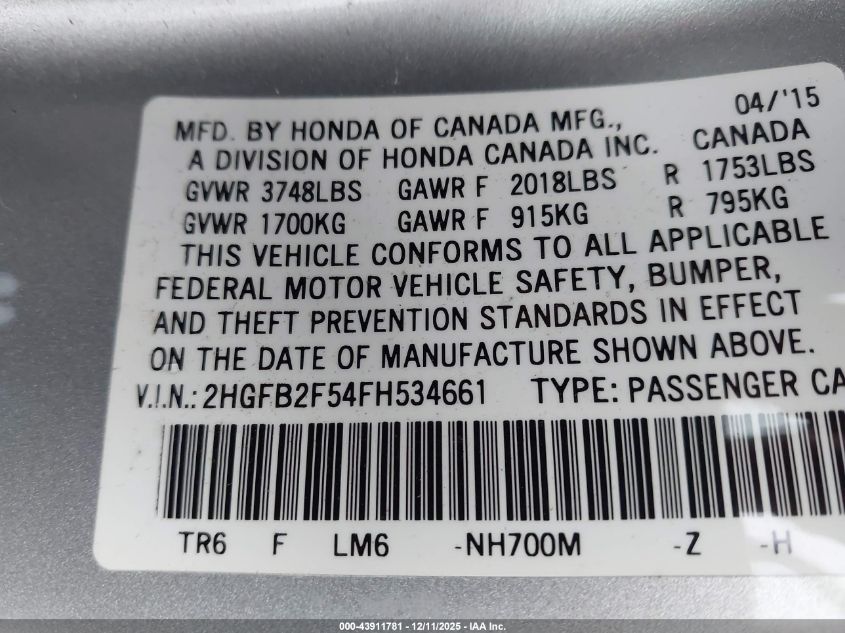 04/'15
MFD. BY HONDA OF CANADA MFG.,
A DIVISION OF HONDA CANADA INC. CANADA
GVWR 3748LBS GAWR F 2018LBS R 1753LBS
GVWR 1700KG GAWR F 915KG R 795KG
THIS VEHICLE CONFORMS TO ALL APPLICABLE
FEDERAL MOTOR VEHICLE SAFETY, BUMPER,
AND THEFT PREVENTION STANDARDS IN EFFECT
ON THE DATE OF MANUFACTURE SHOWN ABOVE.
V.I.N.: 2HGFB2F54FH534661 TYPE: PASSENGER CA
TR6 F LM6 -NH700M -Z -H
000-43911781 - 12/11/2025 - IAA Inc.